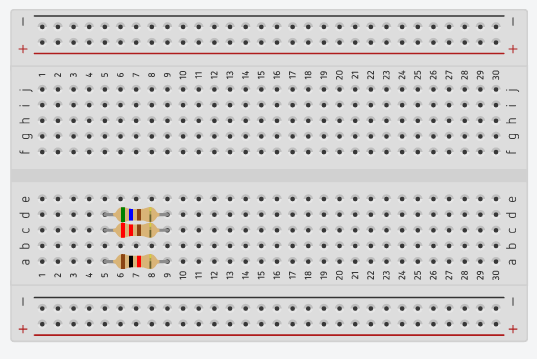 − −
+ +
1 2 3 4 5 6 7 8 9 10 11 12 13 14 15 16 17 18 19 20 21 22 23 24 25 26 27 28 29 30
j j
i i
h h
g g
f f
e e
d d
c c
b b
a a
1 2 3 4 5 6 7 8 9 10 11 12 13 14 15 16 17 18 19 20 21 22 23 24 25 26 27 28 29 30
− −
+ +